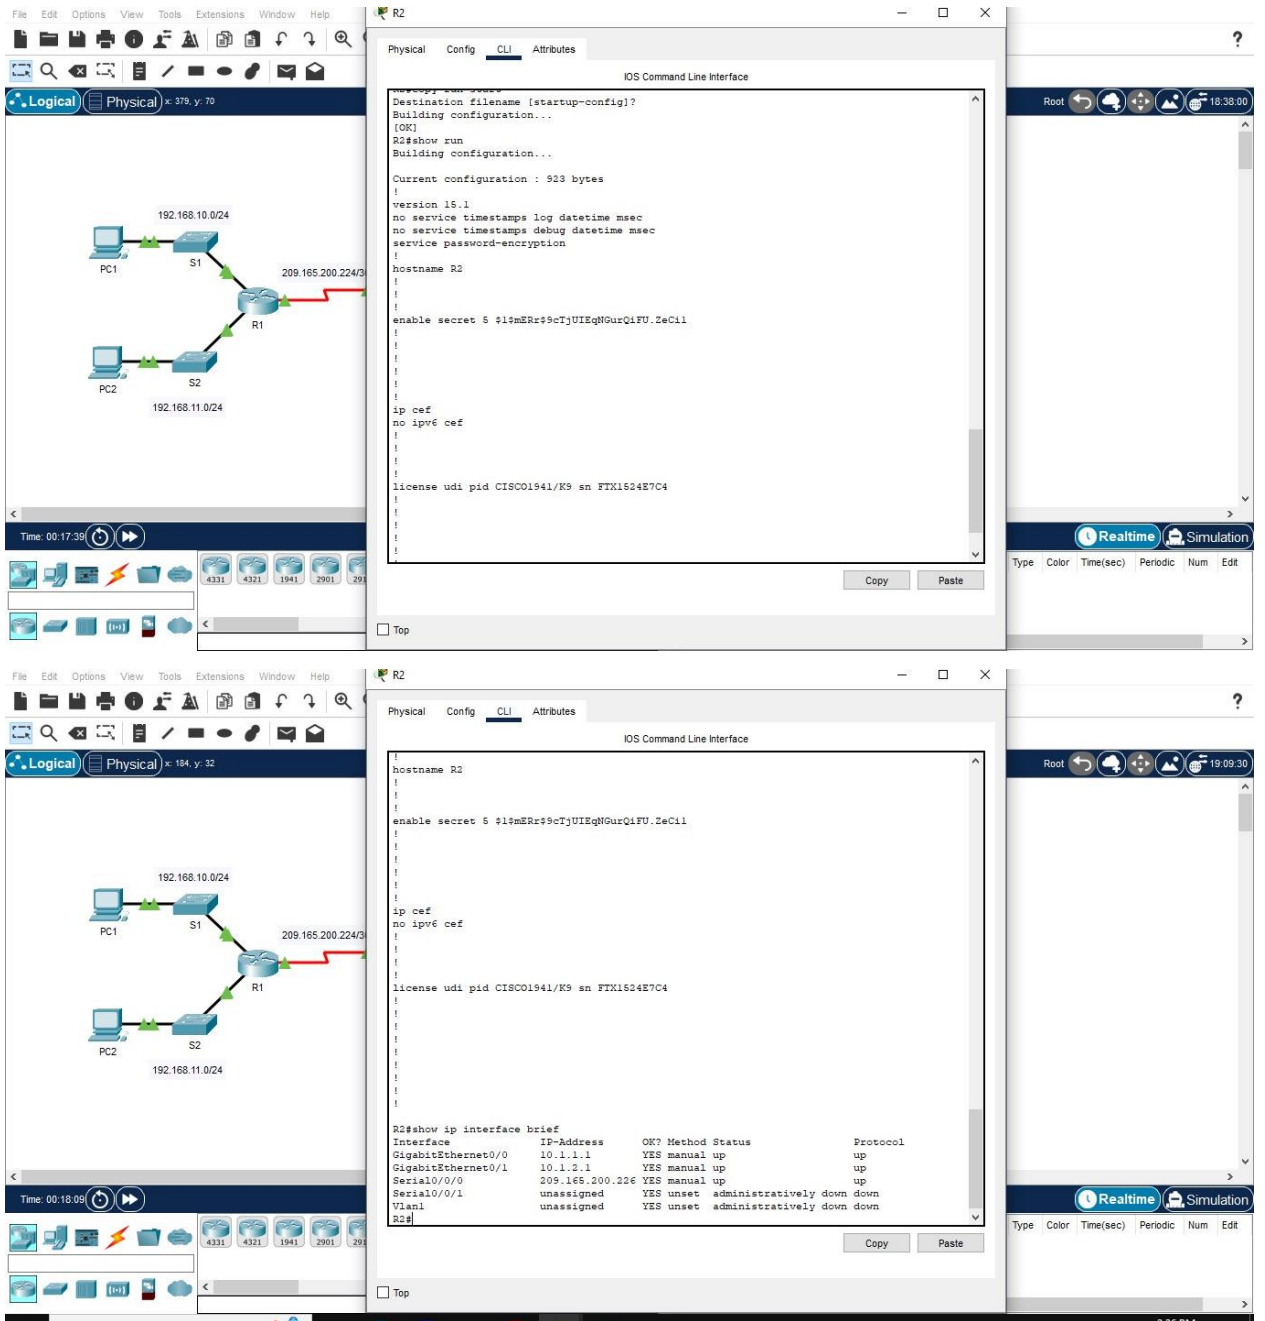 File Edit Options View Tools Extensions Window Help
R2
Physical Config CLI Attributes
IOS Command Line Interface
Logical Physical x: 379, y: 70
Root 18:38:00
R2#copy run start
Destination filename [startup-config]?
Building configuration...
[OK]
R2#show run
Building configuration...
Current configuration : 923 bytes
!
version 15.1
no service timestamps log datetime msec
no service timestamps debug datetime msec
service password-encryption
!
hostname R2
!
!
!
enable secret 5 $1$mERr$9cTjUIEqNGurQiFU.ZeCi1
!
!
!
!
!
!
ip cef
no ipv6 cef
!
!
!
!
license udi pid CISCO1941/K9 sn FTX1524E7C4
!
!
!
!
!
192.168.10.0/24
PC1
S1
209.165.200.224/3
R1
PC2
S2
192.168.11.0/24
Time: 00:17:39
Realtime Simulation
4331 4321 1941 2901 291
Type Color Time(sec) Periodic Num Edit
Copy Paste
Top
File Edit Options View Tools Extensions Window Help
R2
Physical Config CLI Attributes
IOS Command Line Interface
Logical Physical x: 184, y: 32
Root 19:09:30
!
hostname R2
!
!
!
enable secret 5 $1$mERr$9cTjUIEqNGurQiFU.ZeCi1
!
!
!
!
!
!
ip cef
no ipv6 cef
!
!
!
!
license udi pid CISCO1941/K9 sn FTX1524E7C4
!
!
!
!
!
!
!
!
!
R2#show ip interface brief
Interface IP-Address OK? Method Status Protocol
GigabitEthernet0/0 10.1.1.1 YES manual up up
GigabitEthernet0/1 10.1.2.1 YES manual up up
Serial0/0/0 209.165.200.226 YES manual up up
Serial0/0/1 unassigned YES unset administratively down down
Vlan1 unassigned YES unset administratively down down
R2#
192.168.10.0/24
PC1
S1
209.165.200.224/3
R1
PC2
S2
192.168.11.0/24
Time: 00:18:09
Realtime Simulation
4331 4321 1941 2901 291
Type Color Time(sec) Periodic Num Edit
Copy Paste
Top